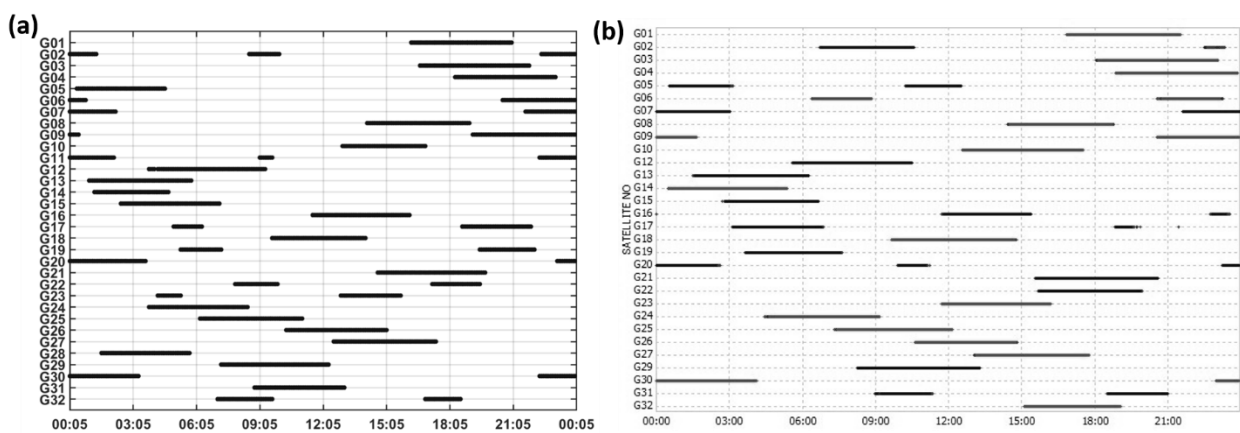 (a)
G01
G02
G03
G04
G05
G06
G07
G08
G09
G10
G11
G12
G13
G14
G15
G16
G17
G18
G19
G20
G21
G22
G23
G24
G25
G26
G27
G28
G29
G30
G31
G32
00:05 03:05 06:05 09:05 12:05 15:05 18:05 21:05 00:05
(b)
SATELLITE NO
G01
G02
G03
G04
G05
G06
G07
G08
G09
G10
G12
G13
G14
G15
G16
G17
G18
G19
G20
G21
G22
G23
G24
G25
G26
G27
G29
G30
G31
G32
00:00 03:00 06:00 09:00 12:00 15:00 18:00 21:00